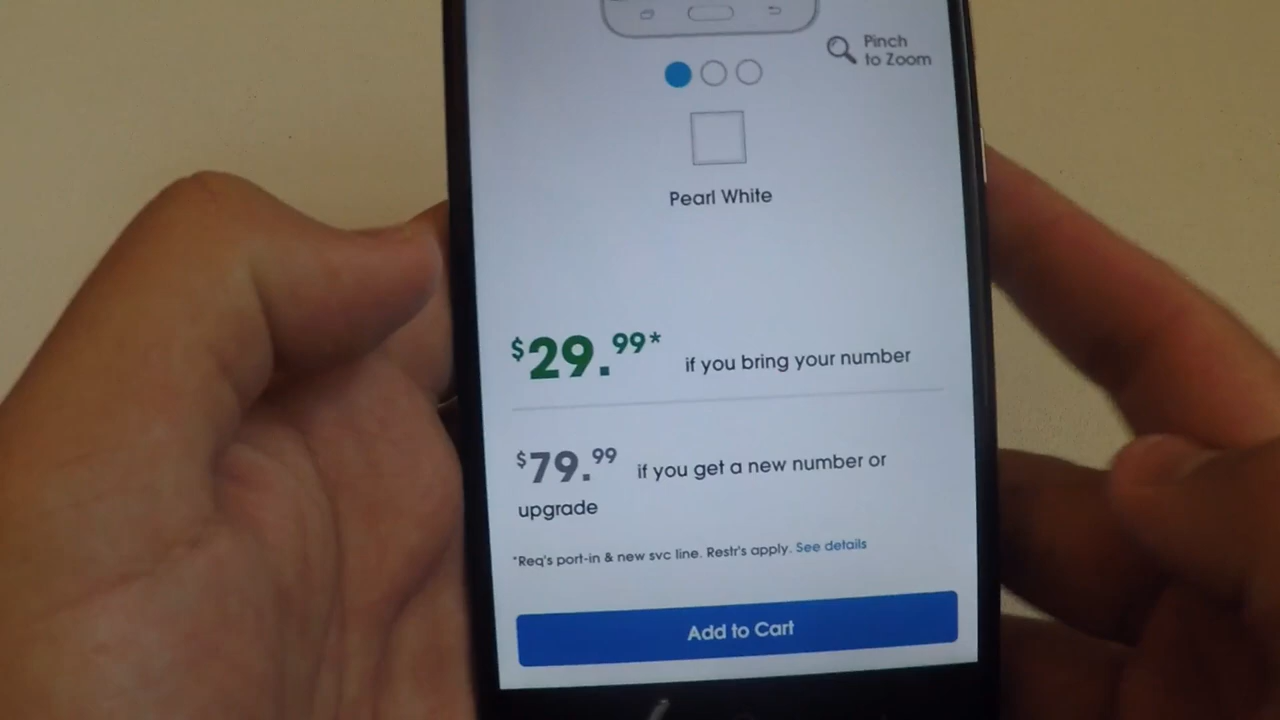 Pinch
to Zoom
Pearl White
$29.99* if you bring your number
$79.99 if you get a new number or
upgrade
*Req's port-in & new svc line. Restr's apply. See details
Add to Cart